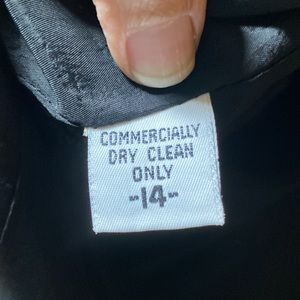 COMMERCIALLY
DRY CLEAN
ONLY
-14-